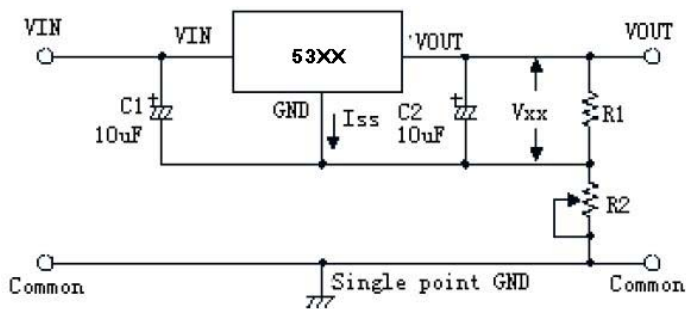 VIN
VIN
53XX
VOUT
VOUT
C1
10uF
GND
Iss
C2
10uF
Vxx
R1
R2
Common
Single point GND
Common